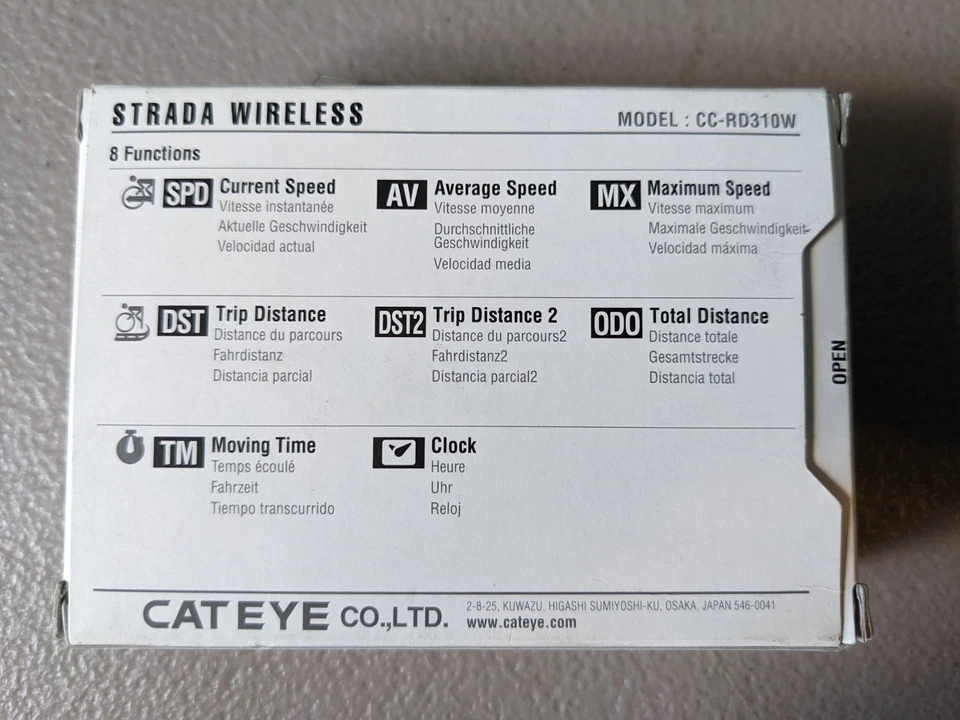 STRADA WIRELESS
MODEL : CC-RD310W
8 Functions
SPD Current Speed
Vitesse instantanée
Aktuelle Geschwindigkeit
Velocidad actual
AV Average Speed
Vitesse moyenne
Durchschnittliche
Geschwindigkeit
Velocidad media
MX Maximum Speed
Vitesse maximum
Maximale Geschwindigkeit
Velocidad máxima
DST Trip Distance
Distance du parcours
Fahrdistanz
Distancia parcial
DST2 Trip Distance 2
Distance du parcours2
Fahrdistanz2
Distancia parcial2
ODO Total Distance
Distance totale
Gesamtstrecke
Distancia total
OPEN
TM Moving Time
Temps écoulé
Fahrzeit
Tiempo transcurrido
Clock
Heure
Uhr
Reloj
CAT EYE CO.,LTD.
2-8-25, KUWAZU, HIGASHI SUMIYOSHI-KU, OSAKA, JAPAN 546-0041
www.cateye.com